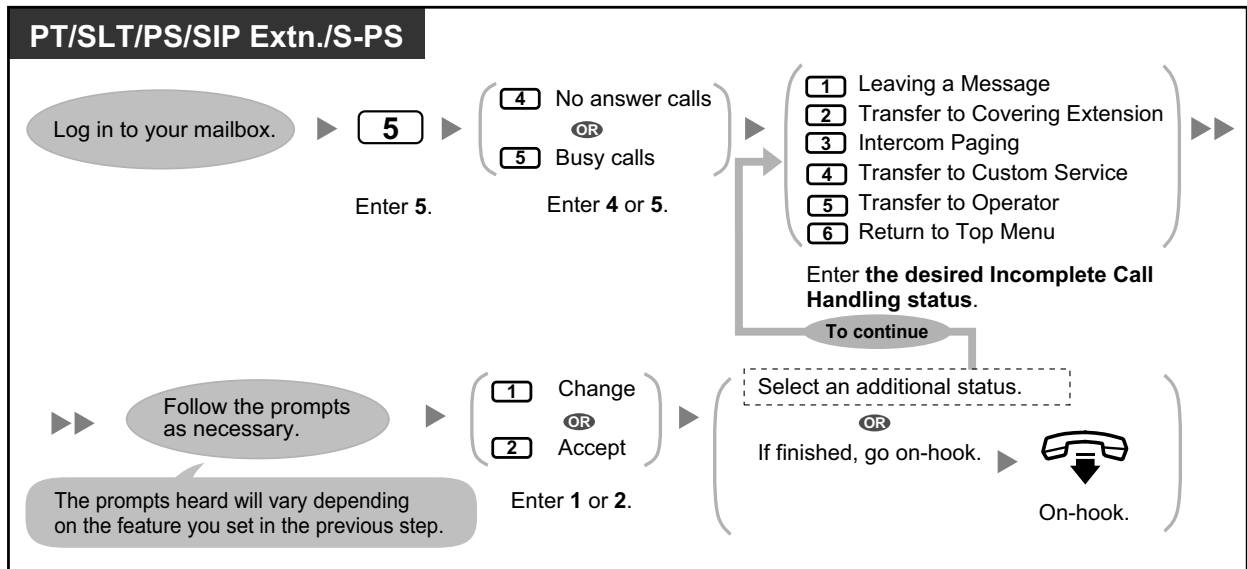 PT/SLT/PS/SIP Extn./S-PS
Log in to your mailbox.
5
Enter 5.
4 No answer calls
OR
5 Busy calls
Enter 4 or 5.
1 Leaving a Message
2 Transfer to Covering Extension
3 Intercom Paging
4 Transfer to Custom Service
5 Transfer to Operator
6 Return to Top Menu
Enter the desired Incomplete Call
Handling status.
To continue
Follow the prompts
as necessary.
The prompts heard will vary depending
on the feature you set in the previous step.
1 Change
OR
2 Accept
Enter 1 or 2.
Select an additional status.
OR
If finished, go on-hook.
On-hook.